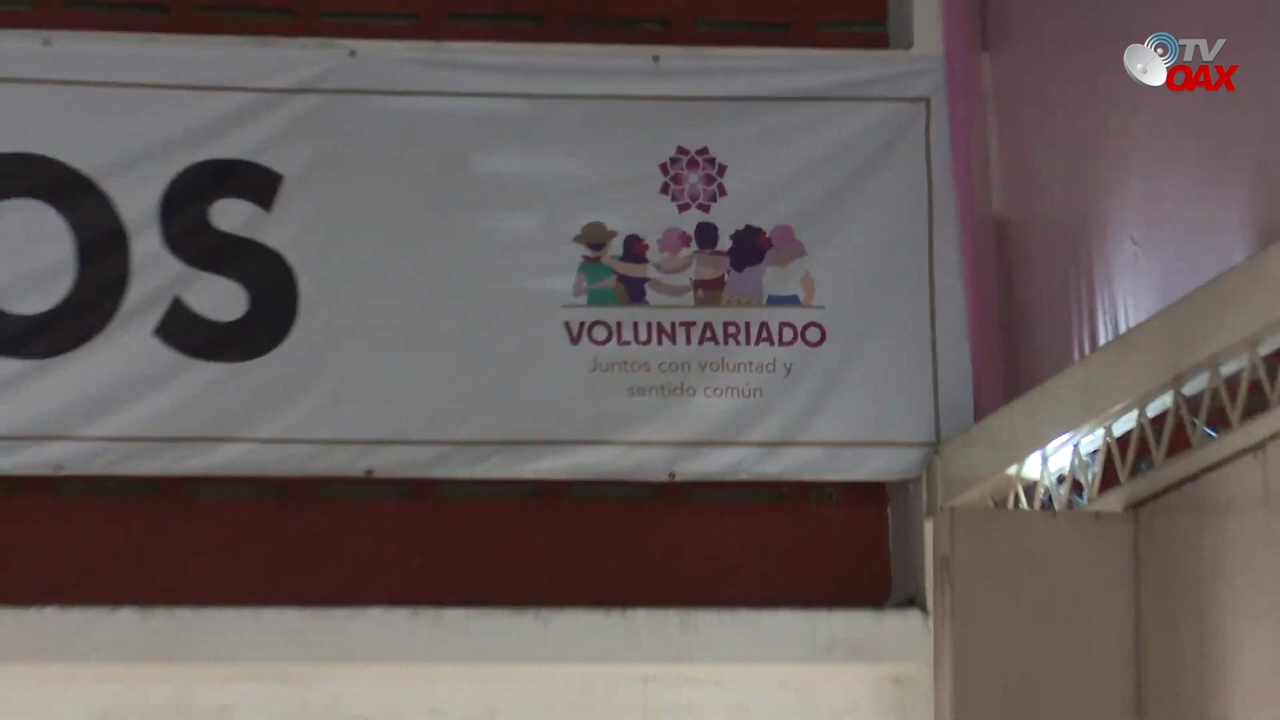 TV
OAX
OS
VOLUNTARIADO
Juntos con voluntad y
sentido común